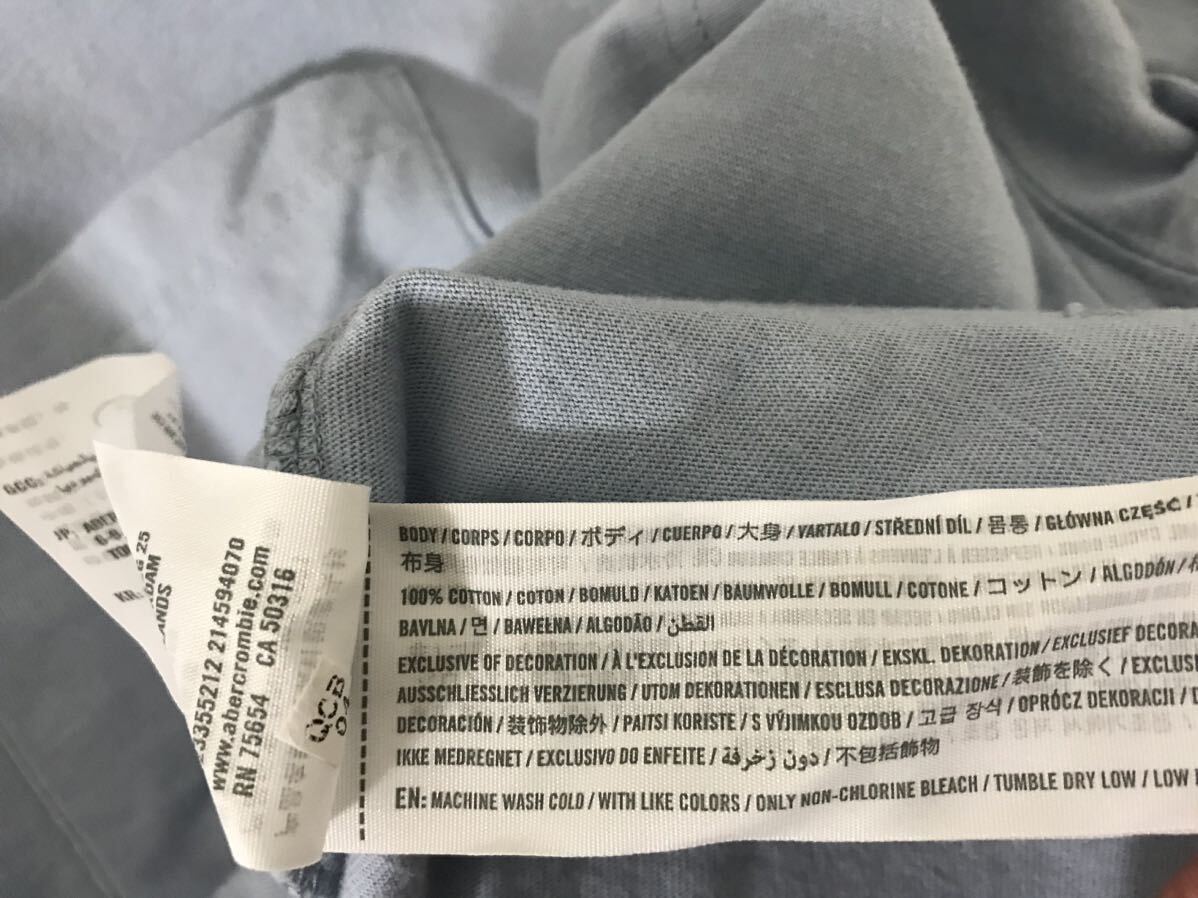 BODY / CORPS / CORPO / ボディ / CUERPO / 大身 / VARTALO / STŘEDNÍ DÍL / 몸통 / GŁÓWNA CZĘŚĆ /
布身
100% COTTON / COTON / BOMULD / KATOEN / BAUMWOLLE / BOMULL / COTONE / コットン / ALGODÓN /
BAVLNA / 면 / BAWEŁNA / ALGODÃO / القطن
EXCLUSIVE OF DECORATION / À L'EXCLUSION DE LA DÉCORATION / EKSKL. DEKORATION / EXCLUSIEF
AUSSCHLIESSLICH VERZIERUNG / UTOM DEKORATIONEN / ESCLUSA DECORAZIONE / 装飾を除く /
DECORACIÓN / 装饰物除外 / PAITSI KORISTE / S VÝJIMKOU OZDOB / 고급 장식 / OPRÓCZ DEKORACJI /
IKKE MEDREGNET / EXCLUSIVO DO ENFEITE / دون زخرفة / 不包括飾物
EN: MACHINE WASH COLD / WITH LIKE COLORS / ONLY NON-CHLORINE BLEACH / TUMBLE DRY LOW / LOW
214594070
www.abercrombie.com
RN 75654 CA 50316
QCB